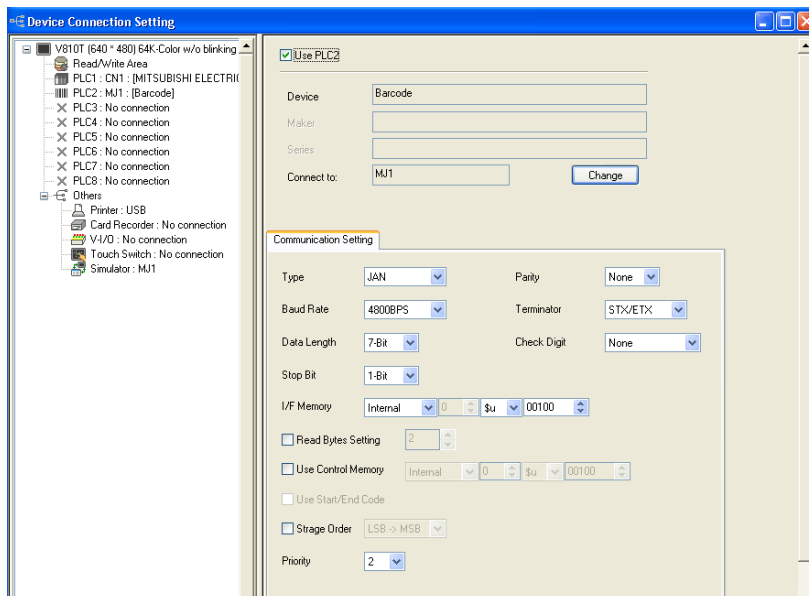 Device Connection Setting
V810T (640 * 480) 64K-Color w/o blinking
Read/Write Area
PLC1 : CN1 : [MITSUBISHI ELECTRIC
PLC2 : MJ1 : [Barcode]
PLC3 : No connection
PLC4 : No connection
PLC5 : No connection
PLC6 : No connection
PLC7 : No connection
PLC8 : No connection
Others
Printer : USB
Card Recorder : No connection
V-I/O : No connection
Touch Switch : No connection
Simulator : MJ1
Use PLC2
Device Barcode
Maker
Series
Connect to: MJ1 Change
Communication Setting
Type JAN Parity None
Baud Rate 4800BPS Terminator STX/ETX
Data Length 7-Bit Check Digit None
Stop Bit 1-Bit
I/F Memory Internal 0 $u 00100
Read Bytes Setting 2
Use Control Memory Internal 0 $u 00100
Use Start/End Code
Strage Order LSB -> MSB
Priority 2